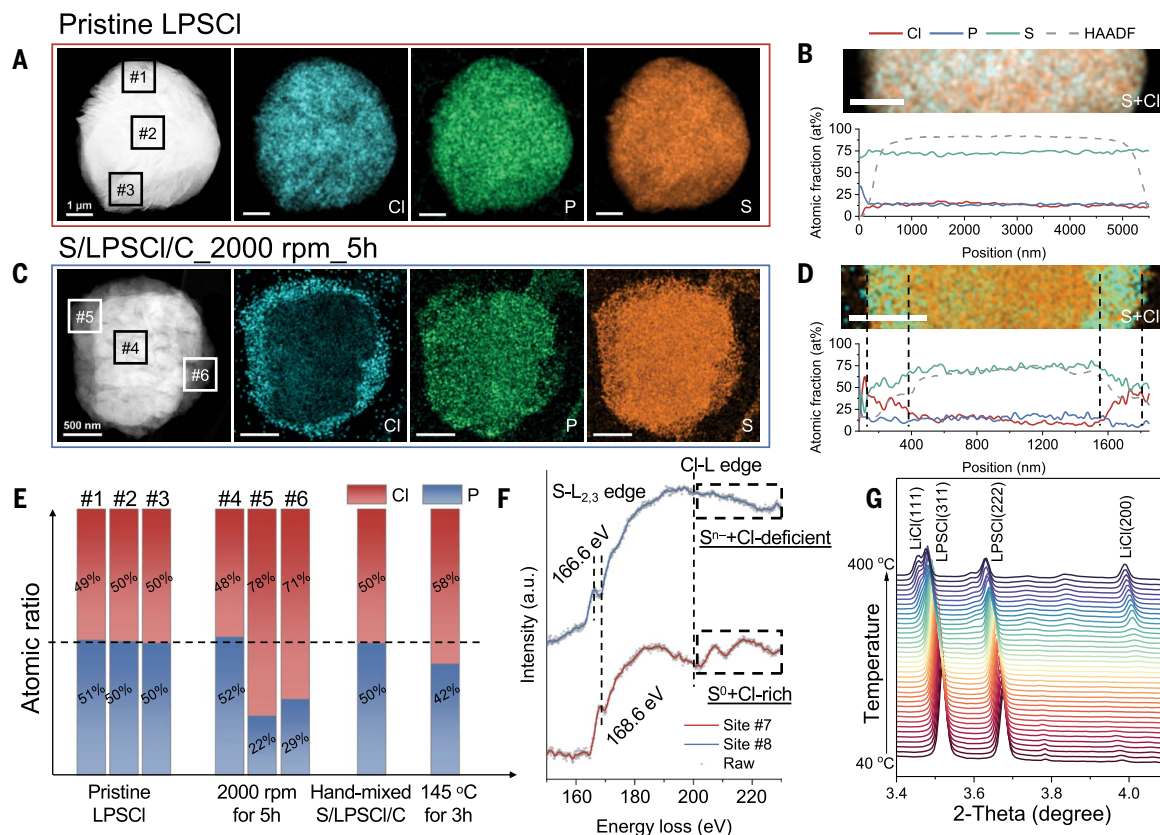 Pristine LPSCl
A
#1
#2
#3
1 µm
Cl
P
S
B
Cl P S HAADF
S+Cl
Atomic fraction (at%)
100
75
50
25
0
0 1000 2000 3000 4000 5000
Position (nm)
S/LPSCl/C_2000 rpm_5h
C
#5
#4
#6
500 nm
Cl
P
S
D
S+Cl
Atomic fraction (at%)
100
75
50
25
0
400 800 1200 1600
Position (nm)
E
Cl P
#1 #2 #3 #4 #5 #6
49% 50% 50% 48% 78% 71% 50% 58%
51% 50% 50% 52% 22% 29% 50% 42%
Atomic ratio
Pristine LPSCl
2000 rpm for 5h
Hand-mixed S/LPSCl/C
145 °C for 3h
F
Cl-L edge
S-L2,3 edge
166.6 eV
Sn−+Cl-deficient
168.6 eV
S0+Cl-rich
Site #7
Site #8
Raw
Intensity (a.u.)
160 180 200 220
Energy loss (eV)
G
LiCl(111)
LPSCl(311)
LPSCl(222)
LiCl(200)
400 °C
Temperature
40 °C
3.4 3.6 3.8 4.0
2-Theta (degree)